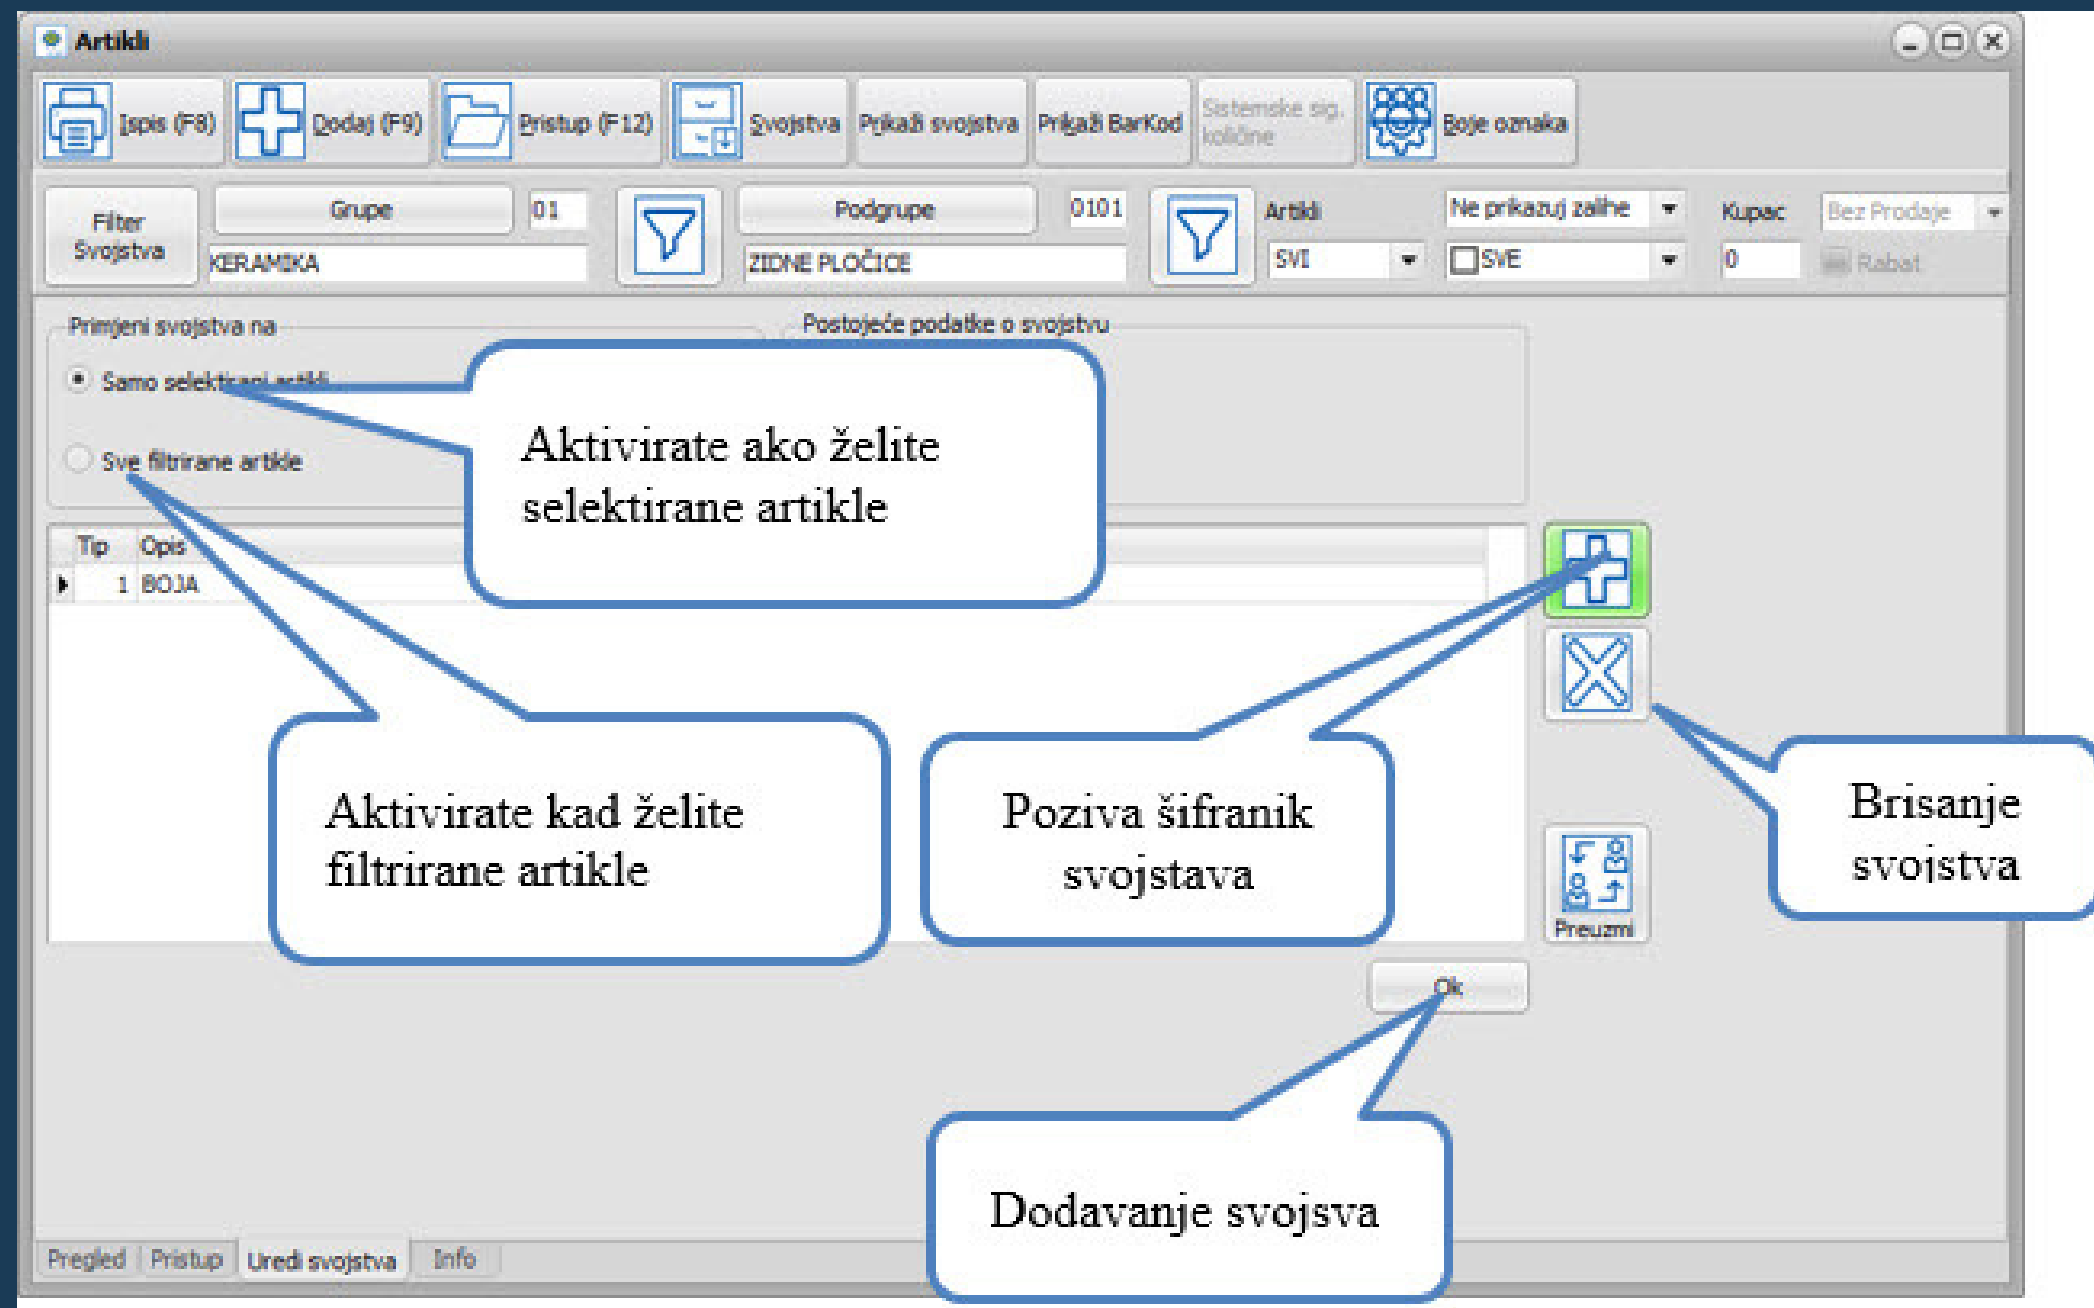 Artikli
Ispis (F8) Dodaj (F9) Pristup (F12) Svojstva Prikaži svojstva Prikaži BarKod Sistemske sig. količine Boje oznaka
Filter Svojstva
Grupe 01 Podgrupe 0101 Artikli Ne prikazuj zalihe Kupac Bez Prodaje
KERAMIKA ZIDNE PLOČICE SVI SVE 0 Rabat
Primjeni svojstva na Postojeće podatke o svojstvu
Samo selektirani artikli
Sve filtrirane artikle
Aktivirate ako želite
selektirane artikle
Tip Opis
1 BOJA
Aktivirate kad želite
filtrirane artikle
Poziva šifranik
svojstava
Brisanje
svojstva
Preuzmi
Ok
Dodavanje svojsva
Pregled Pristup Uredi svojstva Info